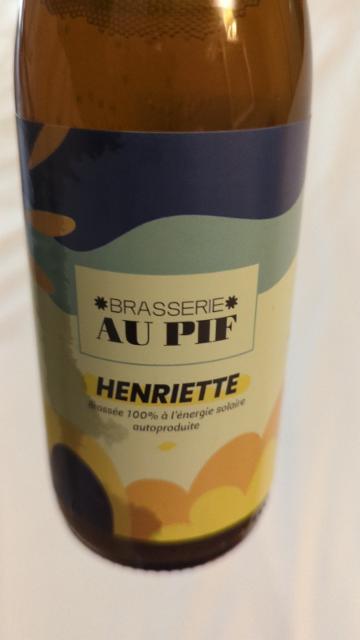 *BRASSERIE*
AU PIF
HENRIETTE
Brassée 100% à l'énergie solaire
autoproduite